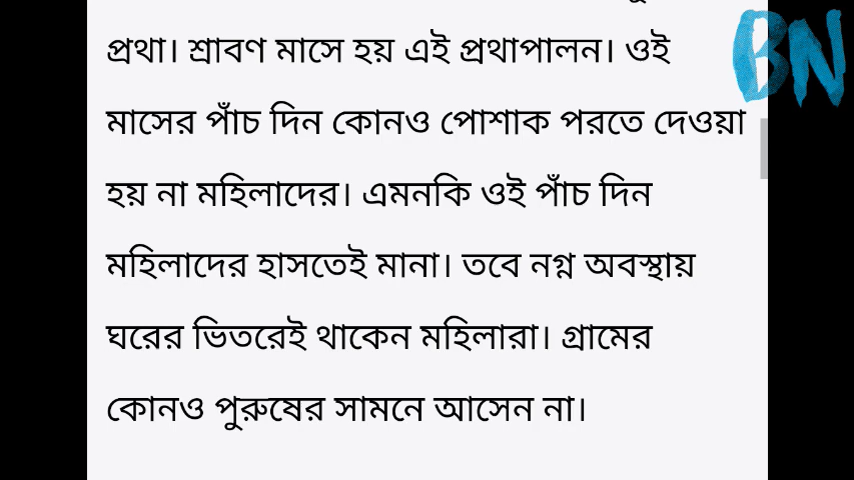 প্রথা। শ্রাবণ মাসে হয় এই প্রথাপালন। ওই
মাসের পাঁচ দিন কোনও পোশাক পরতে দেওয়া
হয় না মহিলাদের। এমনকি ওই পাঁচ দিন
মহিলাদের হাসতেই মানা। তবে নগ্ন অবস্থায়
ঘরের ভিতরেই থাকেন মহিলারা। গ্রামের
কোনও পুরুষের সামনে আসেন না।
BN